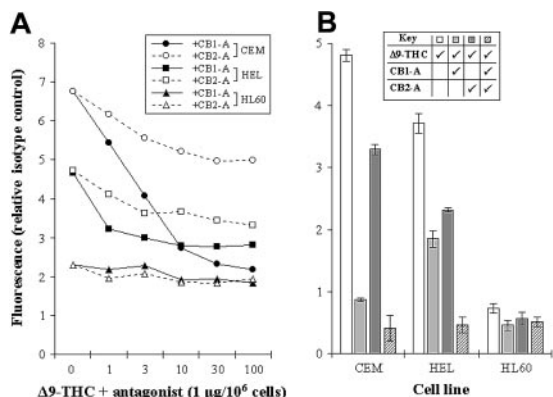 A
8
7
6
5
4
3
2
1
0
Fluorescence (relative isotype control)
+CB1-A
+CB2-A
CEM
+CB1-A
+CB2-A
HEL
+CB1-A
+CB2-A
HL60
0 1 3 10 30 100
Δ9-THC + antagonist (1 µg/10⁶ cells)
B
5
4
3
2
1
0
Key
Δ9-THC ✓ ✓ ✓ ✓
CB1-A ✓ ✓
CB2-A ✓ ✓
CEM HEL HL60
Cell line